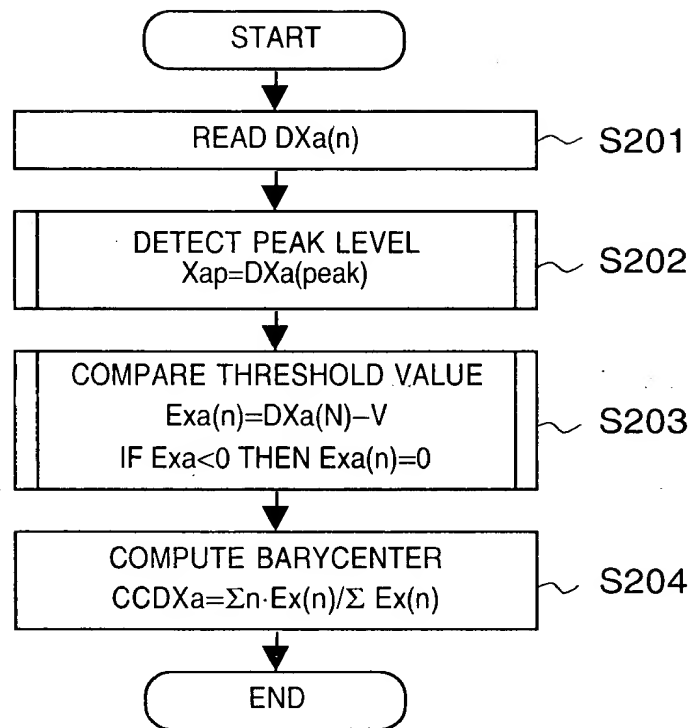 START
READ DXa(n)
S201
DETECT PEAK LEVEL
Xap=DXa(peak)
S202
COMPARE THRESHOLD VALUE
Exa(n)=DXa(N)−V
IF Exa<0 THEN Exa(n)=0
S203
COMPUTE BARYCENTER
CCDXa=Σn·Ex(n)/Σ Ex(n)
S204
END